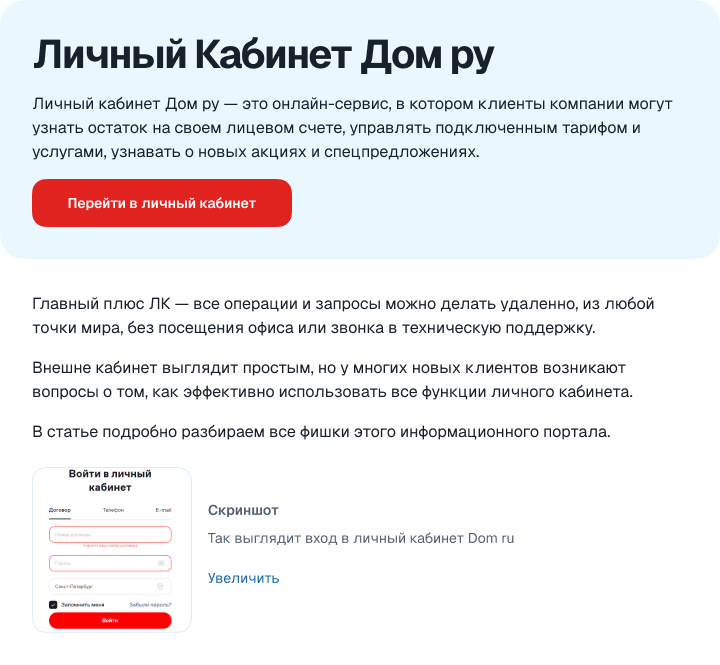 Личный Кабинет Дом ру
Личный кабинет Дом ру — это онлайн-сервис, в котором клиенты компании могут
узнать остаток на своем лицевом счете, управлять подключенным тарифом и
услугами, узнавать о новых акциях и спецпредложениях.
Перейти в личный кабинет
Главный плюс ЛК — все операции и запросы можно делать удаленно, из любой
точки мира, без посещения офиса или звонка в техническую поддержку.
Внешне кабинет выглядит простым, но у многих новых клиентов возникают
вопросы о том, как эффективно использовать все функции личного кабинета.
В статье подробно разбираем все фишки этого информационного портала.
Войти в личный
кабинет
Договор Телефон E-mail
Номер договора
Пароль
Санкт-Петербург
Запомнить меня Забыли пароль?
Войти
Скриншот
Так выглядит вход в личный кабинет Dom ru
Увеличить